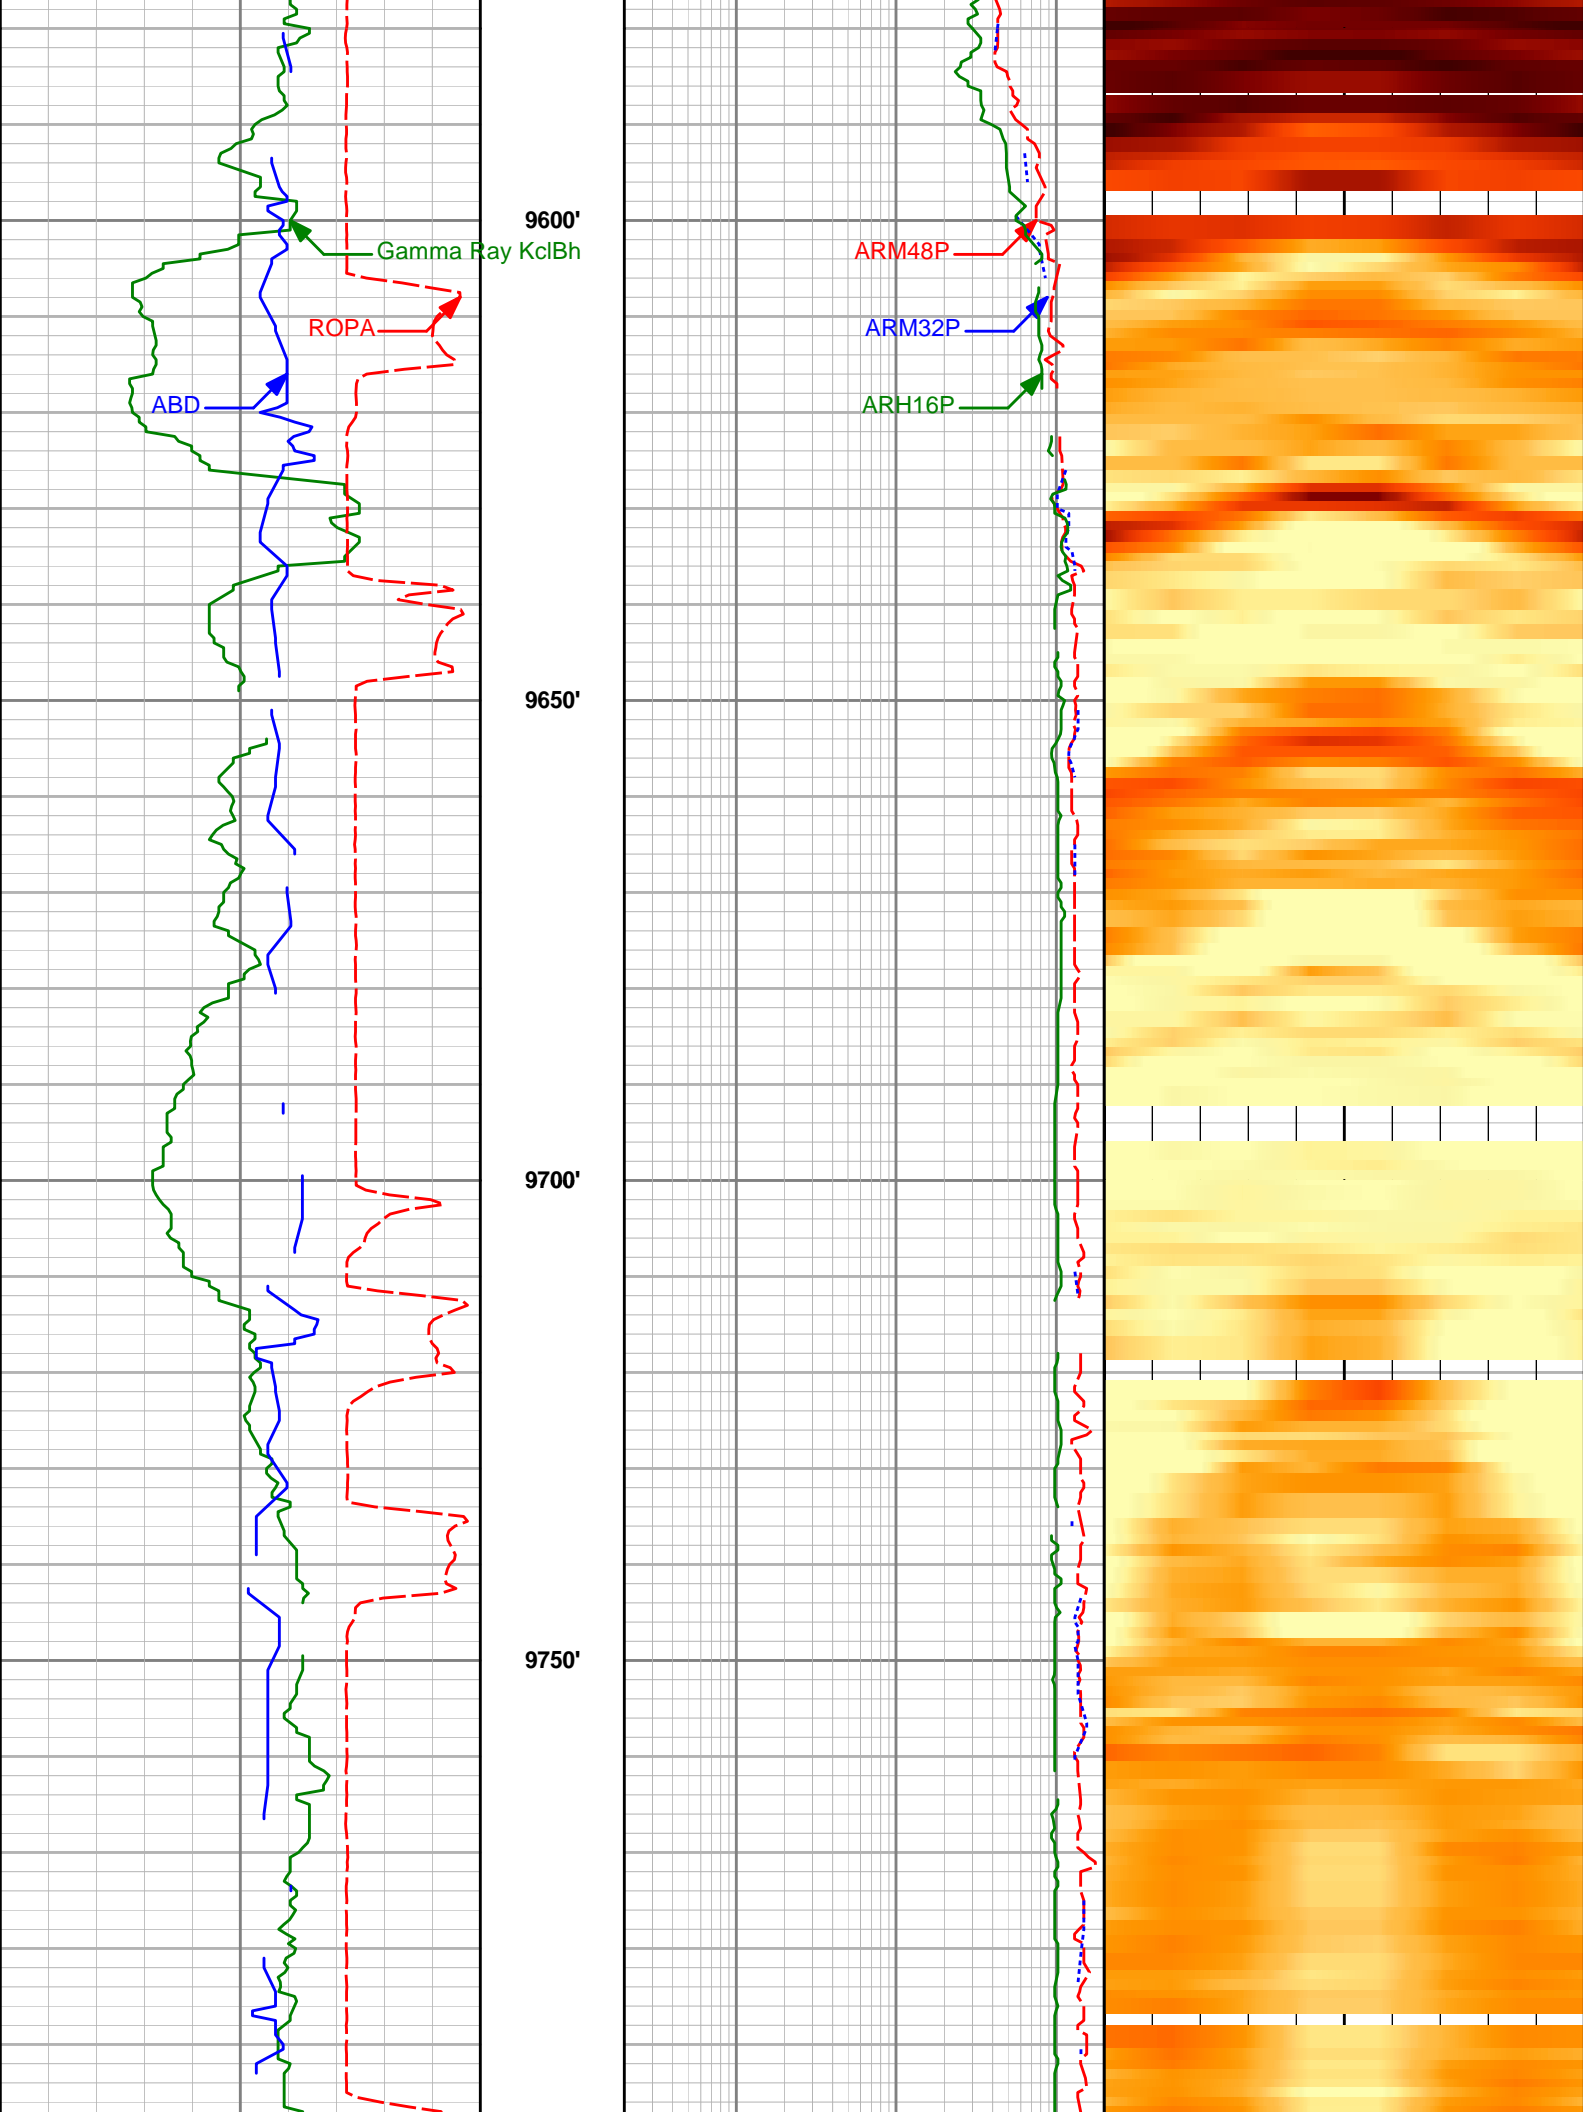 9600'
Gamma Ray KclBh
ARM48P
ROPA
ARM32P
ABD
ARH16P
9650'
9700'
9750'